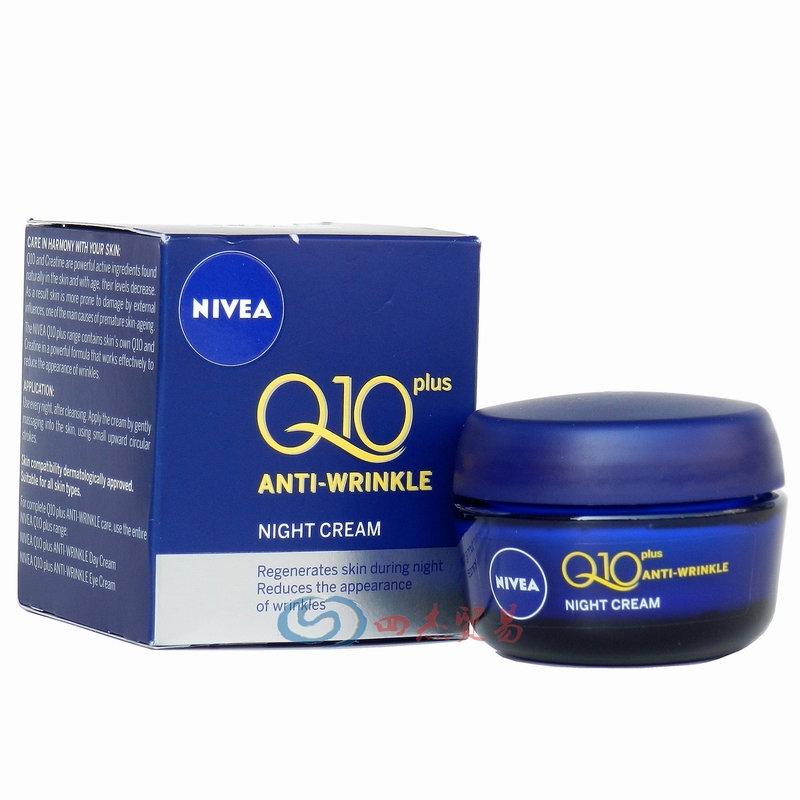 CARE IN HARMONY WITH YOUR SKIN:
Q10 and Creatine are powerful active ingredients found
naturally in the skin and with age, their levels decrease.
As a result skin is more prone to damage by external
influences, one of the main causes of premature skin-ageing.
The NIVEA Q10 plus range contains skin's own Q10 and
Creatine in a powerful formula that works effectively to
reduce the appearance of wrinkles.
APPLICATION:
Use every night, after cleansing. Apply the cream by gently
massaging into the skin, using small upward circular
strokes.
Skin compatibility dermatologically approved.
Suitable for all skin types.
For complete Q10 plus ANTI-WRINKLE care, use the entire
NIVEA Q10 plus range:
NIVEA Q10 plus ANTI-WRINKLE Day Cream
NIVEA Q10 plus ANTI-WRINKLE Eye Cream
NIVEA
Q10 plus
ANTI-WRINKLE
NIGHT CREAM
Regenerates skin during night
Reduces the appearance
of wrinkles
四杰贸易
NIVEA
Q10 plus
ANTI-WRINKLE
NIGHT CREAM